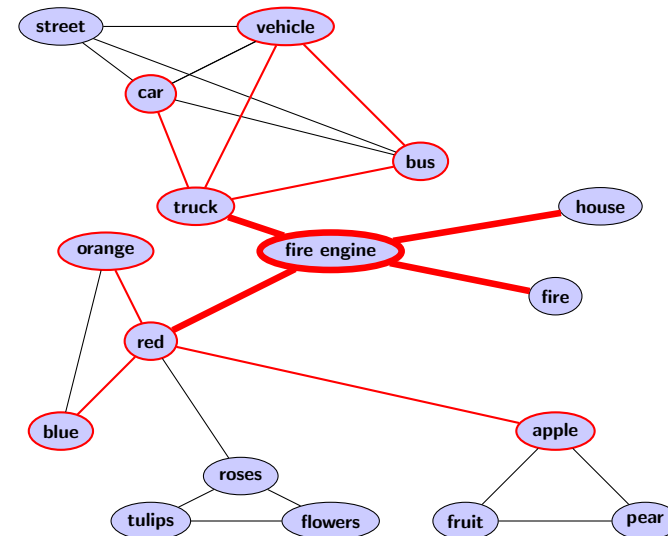 street
vehicle
car
bus
truck
house
orange
fire engine
fire
red
blue
apple
roses
tulips
flowers
fruit
pear